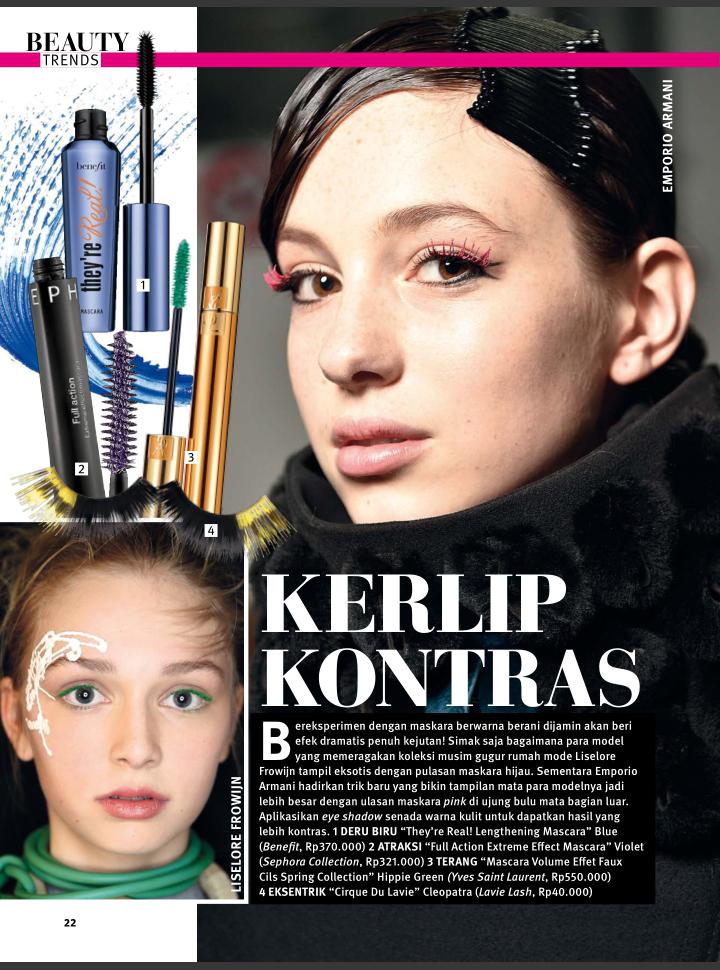 BEAUTY
TRENDS
EMPORIO ARMANI
benefit
they're Real!
MASCARA
1
EPH
Full action
2
3
4
LISELORE FROWIJN
KERLIP
KONTRAS
Bereksperimen dengan maskara berwarna berani dijamin akan beri
efek dramatis penuh kejutan! Simak saja bagaimana para model
yang memeragakan koleksi musim gugur rumah mode Liselore
Frowijn tampil eksotis dengan pulasan maskara hijau. Sementara Emporio
Armani hadirkan trik baru yang bikin tampilan mata para modelnya jadi
lebih besar dengan ulasan maskara pink di ujung bulu mata bagian luar.
Aplikasikan eye shadow senada warna kulit untuk dapatkan hasil yang
lebih kontras. 1 DERU BIRU “They're Real! Lengthening Mascara” Blue
(Benefit, Rp370.000) 2 ATRAKSI “Full Action Extreme Effect Mascara” Violet
(Sephora Collection, Rp321.000) 3 TERANG “Mascara Volume Effet Faux
Cils Spring Collection” Hippie Green (Yves Saint Laurent, Rp550.000)
4 EKSENTRIK “Cirque Du Lavie” Cleopatra (Lavie Lash, Rp40.000)
22